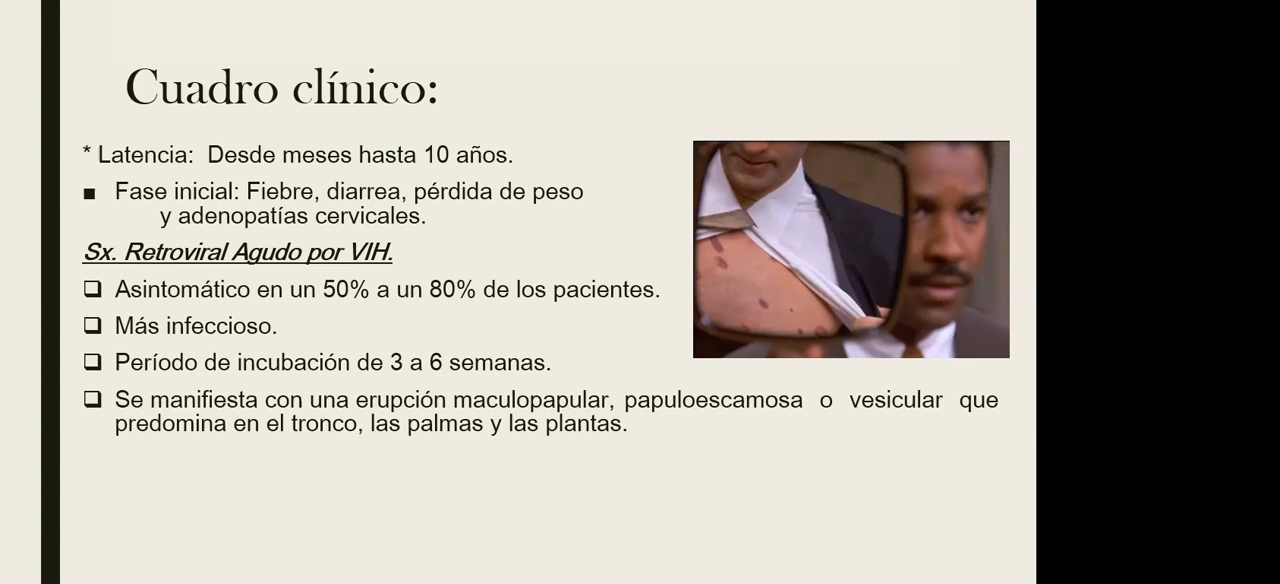 Cuadro clínico:
* Latencia: Desde meses hasta 10 años.
■ Fase inicial: Fiebre, diarrea, pérdida de peso
y adenopatías cervicales.
Sx. Retroviral Agudo por VIH.
❑ Asintomático en un 50% a un 80% de los pacientes.
❑ Más infeccioso.
❑ Período de incubación de 3 a 6 semanas.
❑ Se manifiesta con una erupción maculopapular, papuloescamosa o vesicular que
predomina en el tronco, las palmas y las plantas.